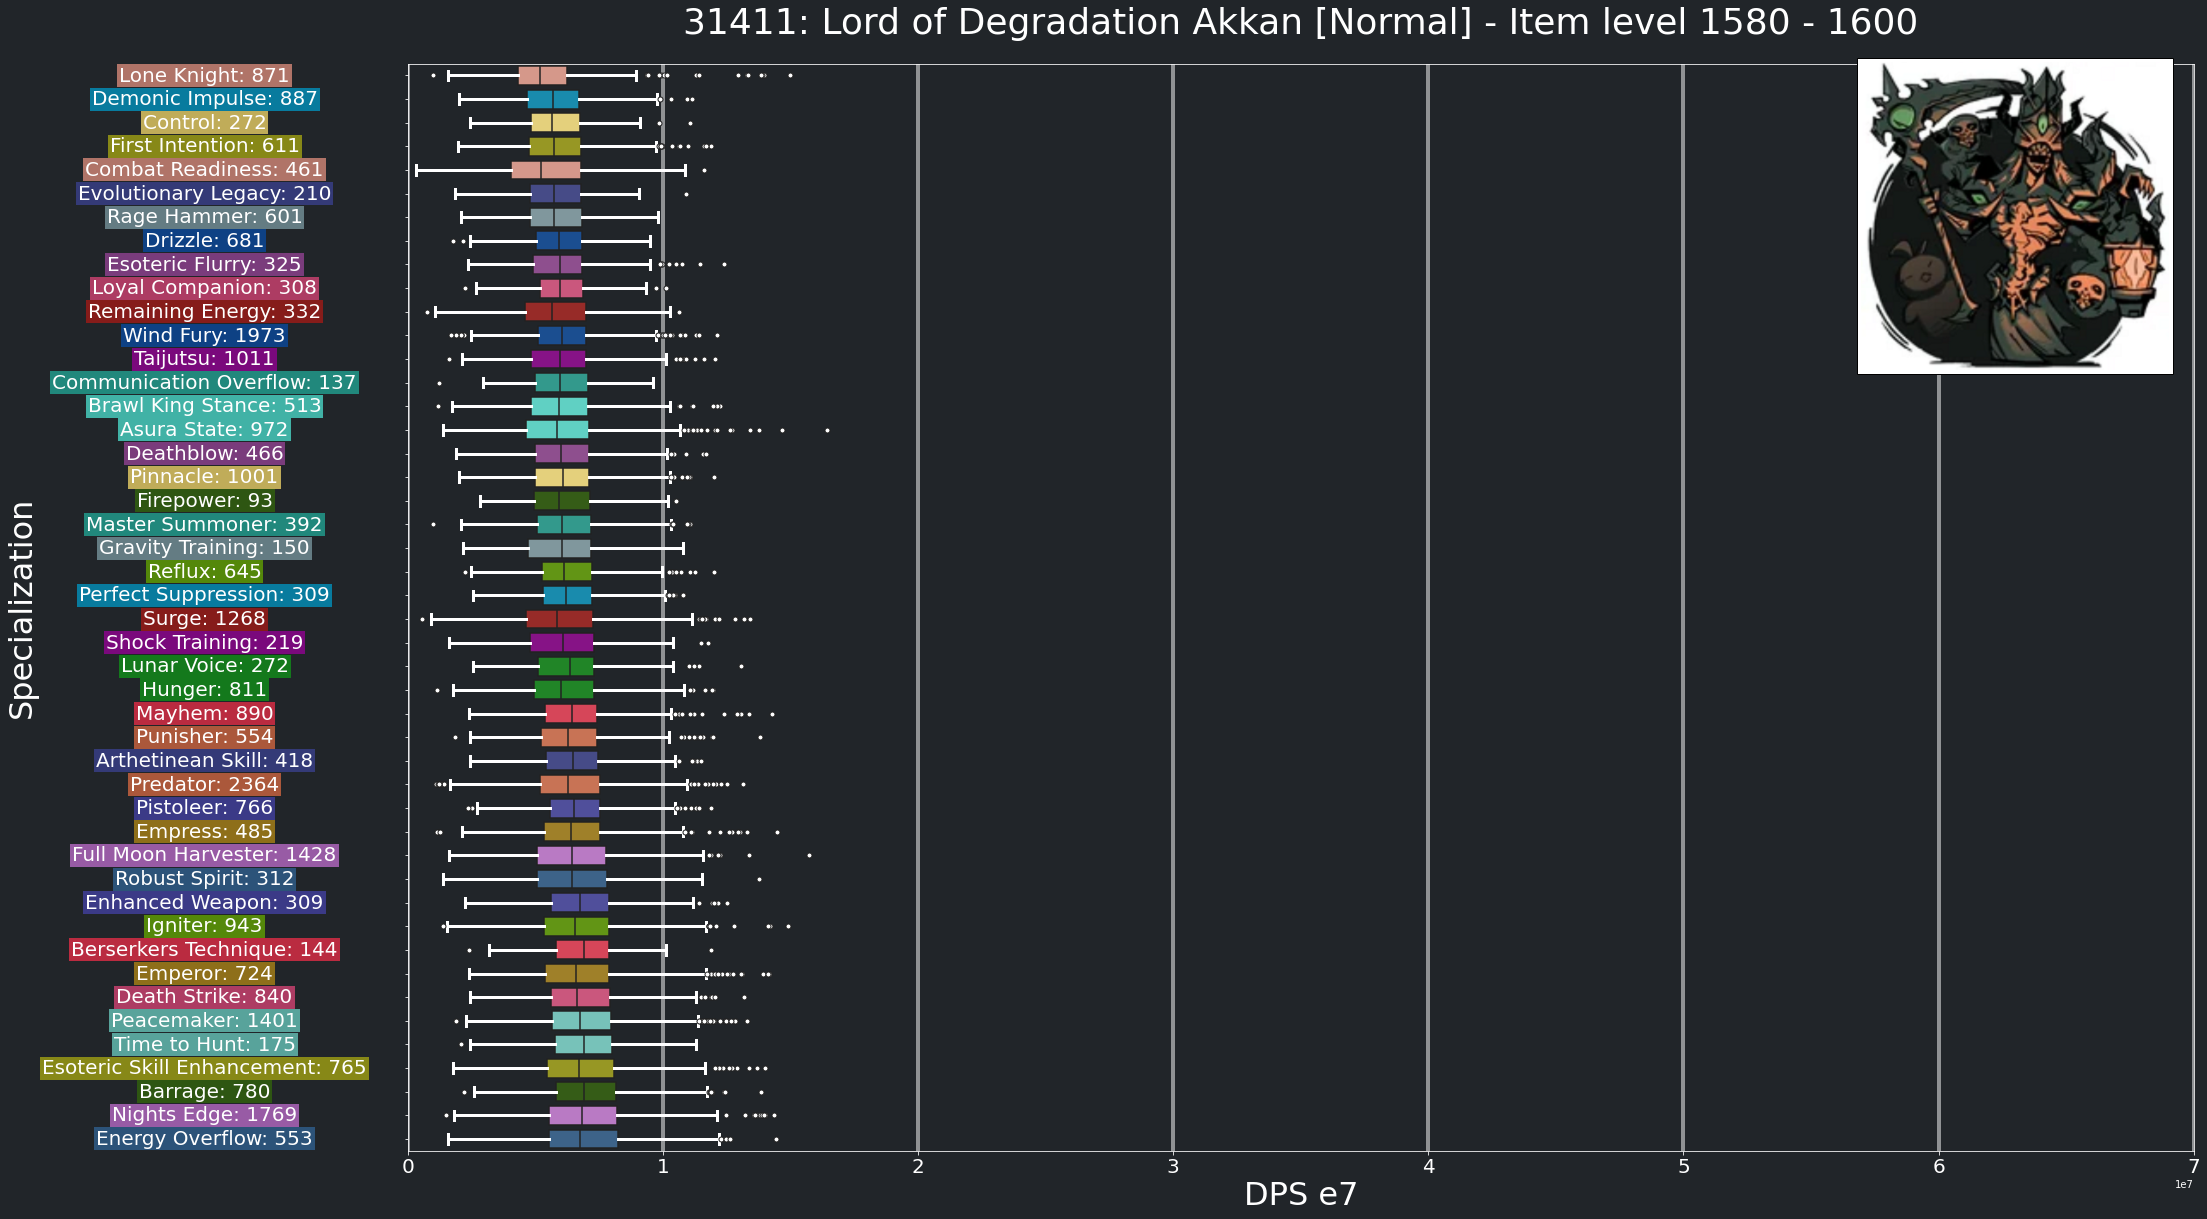 31411: Lord of Degradation Akkan [Normal] - Item level 1580 - 1600
Lone Knight: 871
Demonic Impulse: 887
Control: 272
First Intention: 611
Combat Readiness: 461
Evolutionary Legacy: 210
Rage Hammer: 601
Drizzle: 681
Esoteric Flurry: 325
Loyal Companion: 308
Remaining Energy: 332
Wind Fury: 1973
Taijutsu: 1011
Communication Overflow: 137
Brawl King Stance: 513
Asura State: 972
Deathblow: 466
Pinnacle: 1001
Firepower: 93
Master Summoner: 392
Gravity Training: 150
Reflux: 645
Perfect Suppression: 309
Surge: 1268
Shock Training: 219
Lunar Voice: 272
Hunger: 811
Mayhem: 890
Punisher: 554
Arthetinean Skill: 418
Predator: 2364
Pistoleer: 766
Empress: 485
Full Moon Harvester: 1428
Robust Spirit: 312
Enhanced Weapon: 309
Igniter: 943
Berserkers Technique: 144
Emperor: 724
Death Strike: 840
Peacemaker: 1401
Time to Hunt: 175
Esoteric Skill Enhancement: 765
Barrage: 780
Nights Edge: 1769
Energy Overflow: 553
Specialization
0 1 2 3 4 5 6 7
1e7
DPS e7